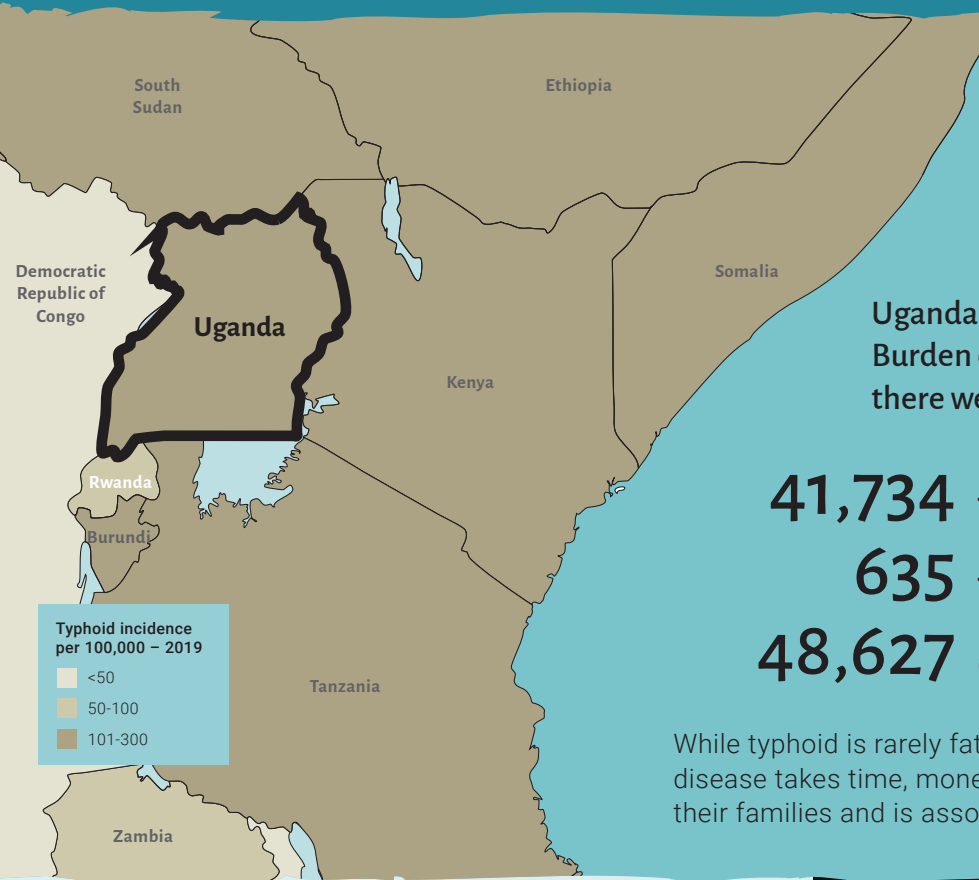 South
Sudan
Ethiopia
Democratic
Republic of
Congo
Somalia
Uganda
Kenya
Rwanda
Burundi
Tanzania
Zambia
Typhoid incidence
per 100,000 – 2019
<50
50-100
101-300
Uganda
Burden
there we
41,734
635
48,627
While typhoid is rarely fat
disease takes time, mone
their families and is asso